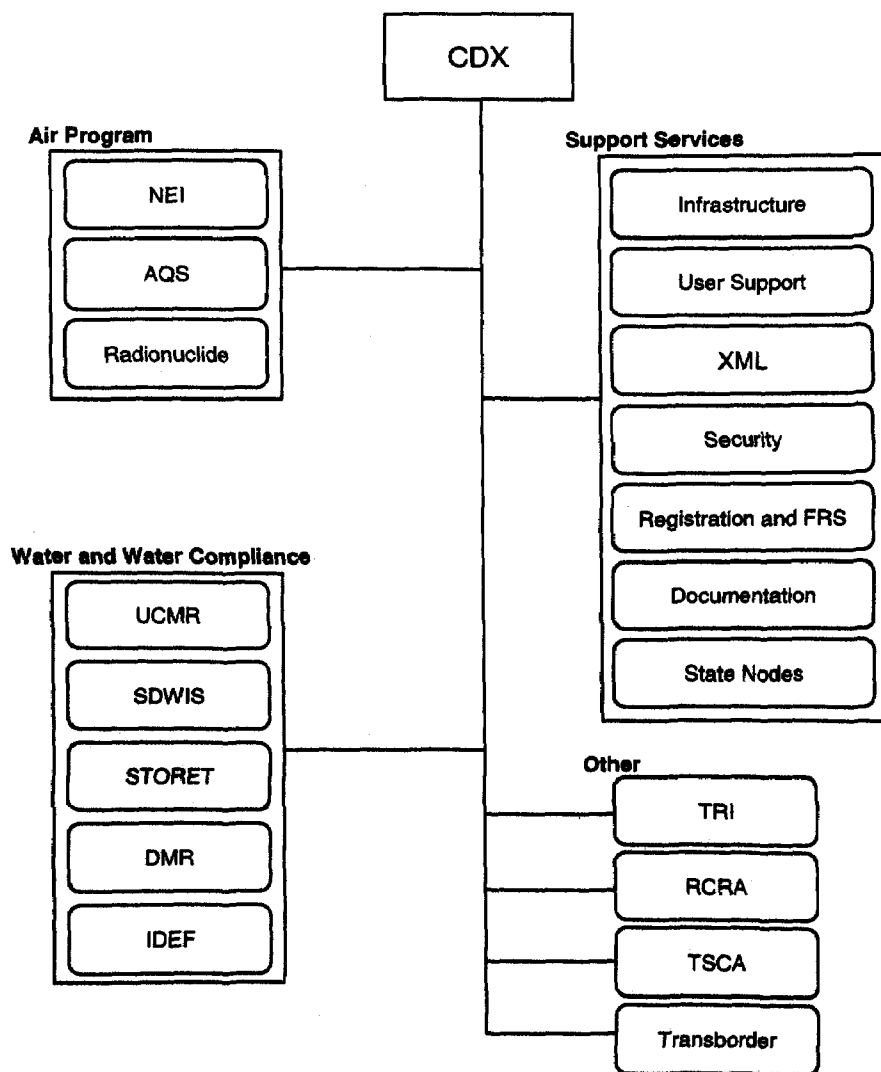 CDX
Air Program
NEI
AQS
Radionuclide
Support Services
Infrastructure
User Support
XML
Security
Registration and FRS
Documentation
State Nodes
Water and Water Compliance
UCMR
SDWIS
STORET
DMR
IDEF
Other
TRI
RCRA
TSCA
Transborder